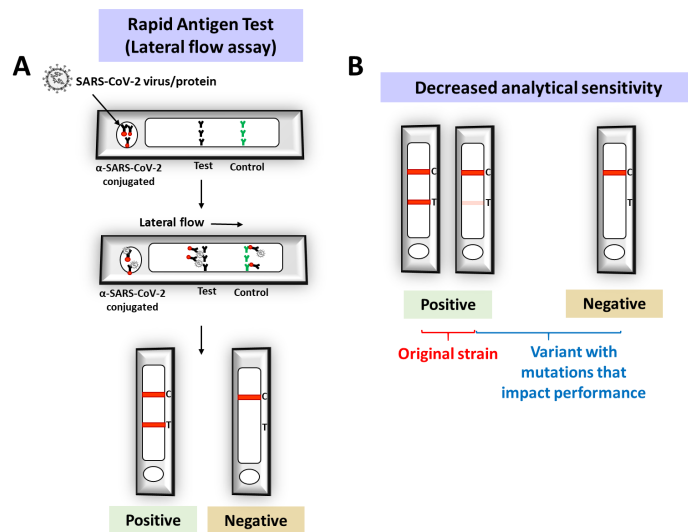 Rapid Antigen Test
(Lateral flow assay)
A
SARS-CoV-2 virus/protein
α-SARS-CoV-2
conjugated
Test
Control
Lateral flow
α-SARS-CoV-2
conjugated
Test
Control
C
T
C
T
Positive
Negative
B
Decreased analytical sensitivity
C
T
C
T
C
T
Positive
Negative
Original strain
Variant with
mutations that
impact performance